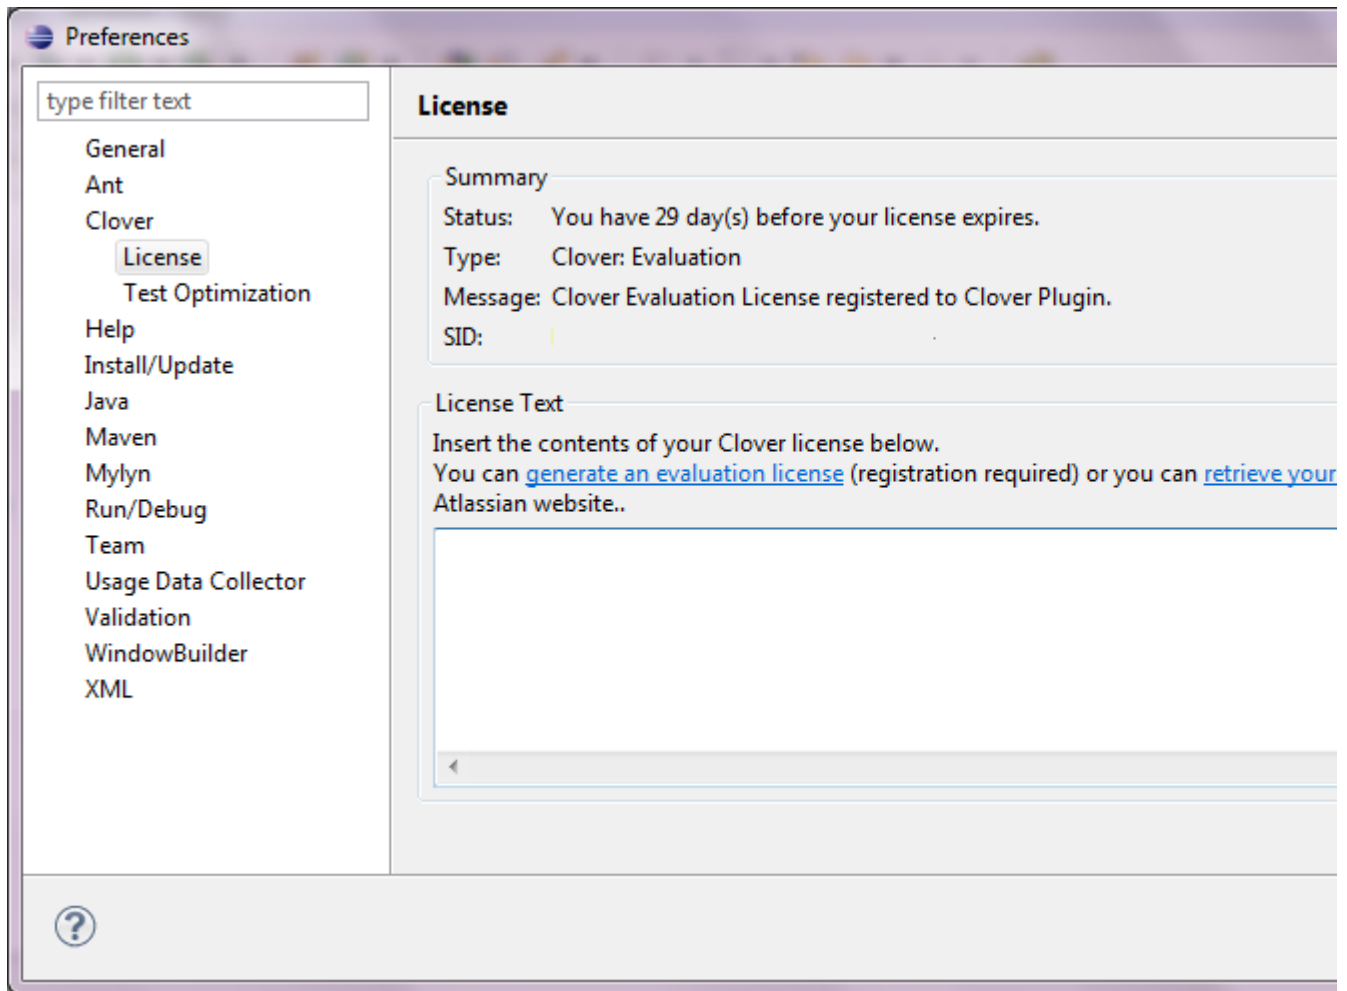 Preferences
type filter text
General
Ant
Clover
License
Test Optimization
Help
Install/Update
Java
Maven
Mylyn
Run/Debug
Team
Usage Data Collector
Validation
WindowBuilder
XML
License
Summary
Status: You have 29 day(s) before your license expires.
Type: Clover: Evaluation
Message: Clover Evaluation License registered to Clover Plugin.
SID:
License Text
Insert the contents of your Clover license below.
You can generate an evaluation license (registration required) or you can retrieve your
Atlassian website..
?